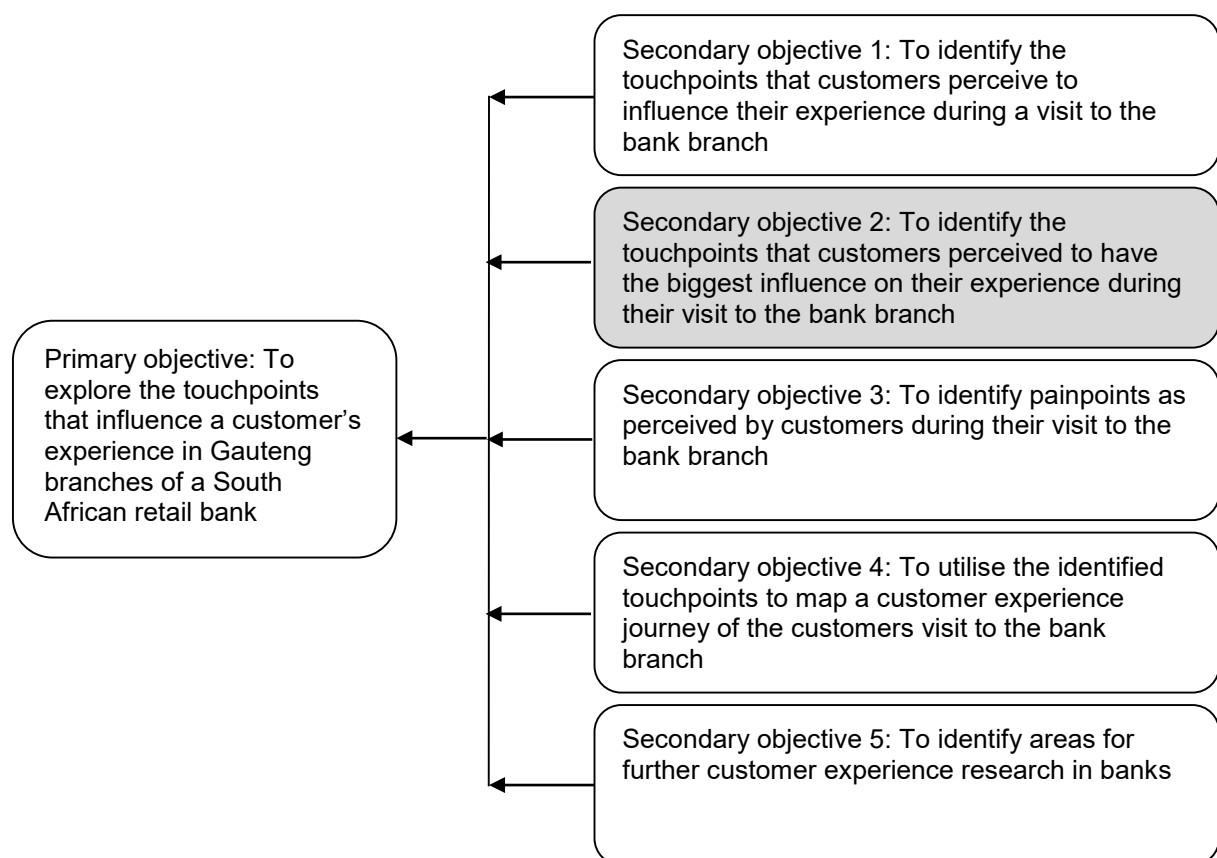 Secondary objective 1: To identify the
touchpoints that customers perceive to
influence their experience during a visit to the
bank branch
Secondary objective 2: To identify the
touchpoints that customers perceived to have
the biggest influence on their experience during
their visit to the bank branch
Primary objective: To
explore the touchpoints
that influence a customer’s
experience in Gauteng
branches of a South
African retail bank
Secondary objective 3: To identify painpoints as
perceived by customers during their visit to the
bank branch
Secondary objective 4: To utilise the identified
touchpoints to map a customer experience
journey of the customers visit to the bank
branch
Secondary objective 5: To identify areas for
further customer experience research in banks